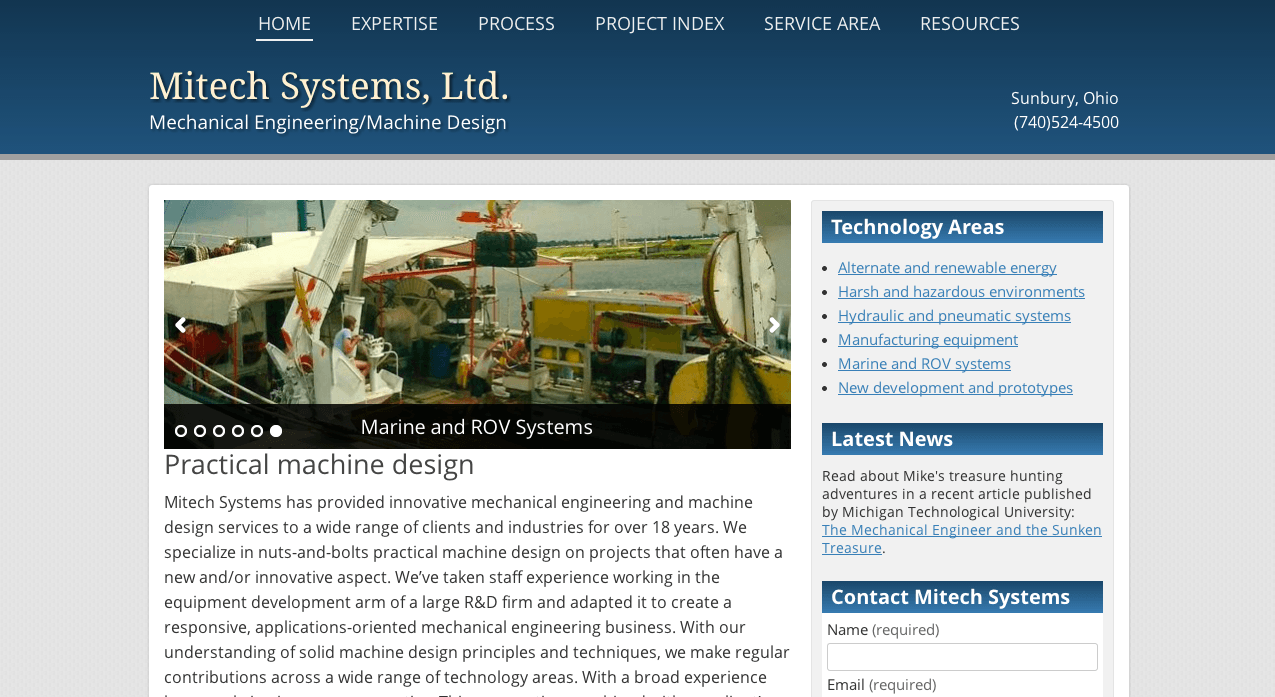 HOME EXPERTISE PROCESS PROJECT INDEX SERVICE AREA RESOURCES
Mitech Systems, Ltd.
Mechanical Engineering/Machine Design
Sunbury, Ohio
(740)524-4500
Marine and ROV Systems
Practical machine design
Mitech Systems has provided innovative mechanical engineering and machine
design services to a wide range of clients and industries for over 18 years. We
specialize in nuts-and-bolts practical machine design on projects that often have a
new and/or innovative aspect. We’ve taken staff experience working in the
equipment development arm of a large R&D firm and adapted it to create a
responsive, applications-oriented mechanical engineering business. With our
understanding of solid machine design principles and techniques, we make regular
contributions across a wide range of technology areas. With a broad experience
Technology Areas
Alternate and renewable energy
Harsh and hazardous environments
Hydraulic and pneumatic systems
Manufacturing equipment
Marine and ROV systems
New development and prototypes
Latest News
Read about Mike's treasure hunting
adventures in a recent article published
by Michigan Technological University:
The Mechanical Engineer and the Sunken
Treasure.
Contact Mitech Systems
Name (required)
Email (required)